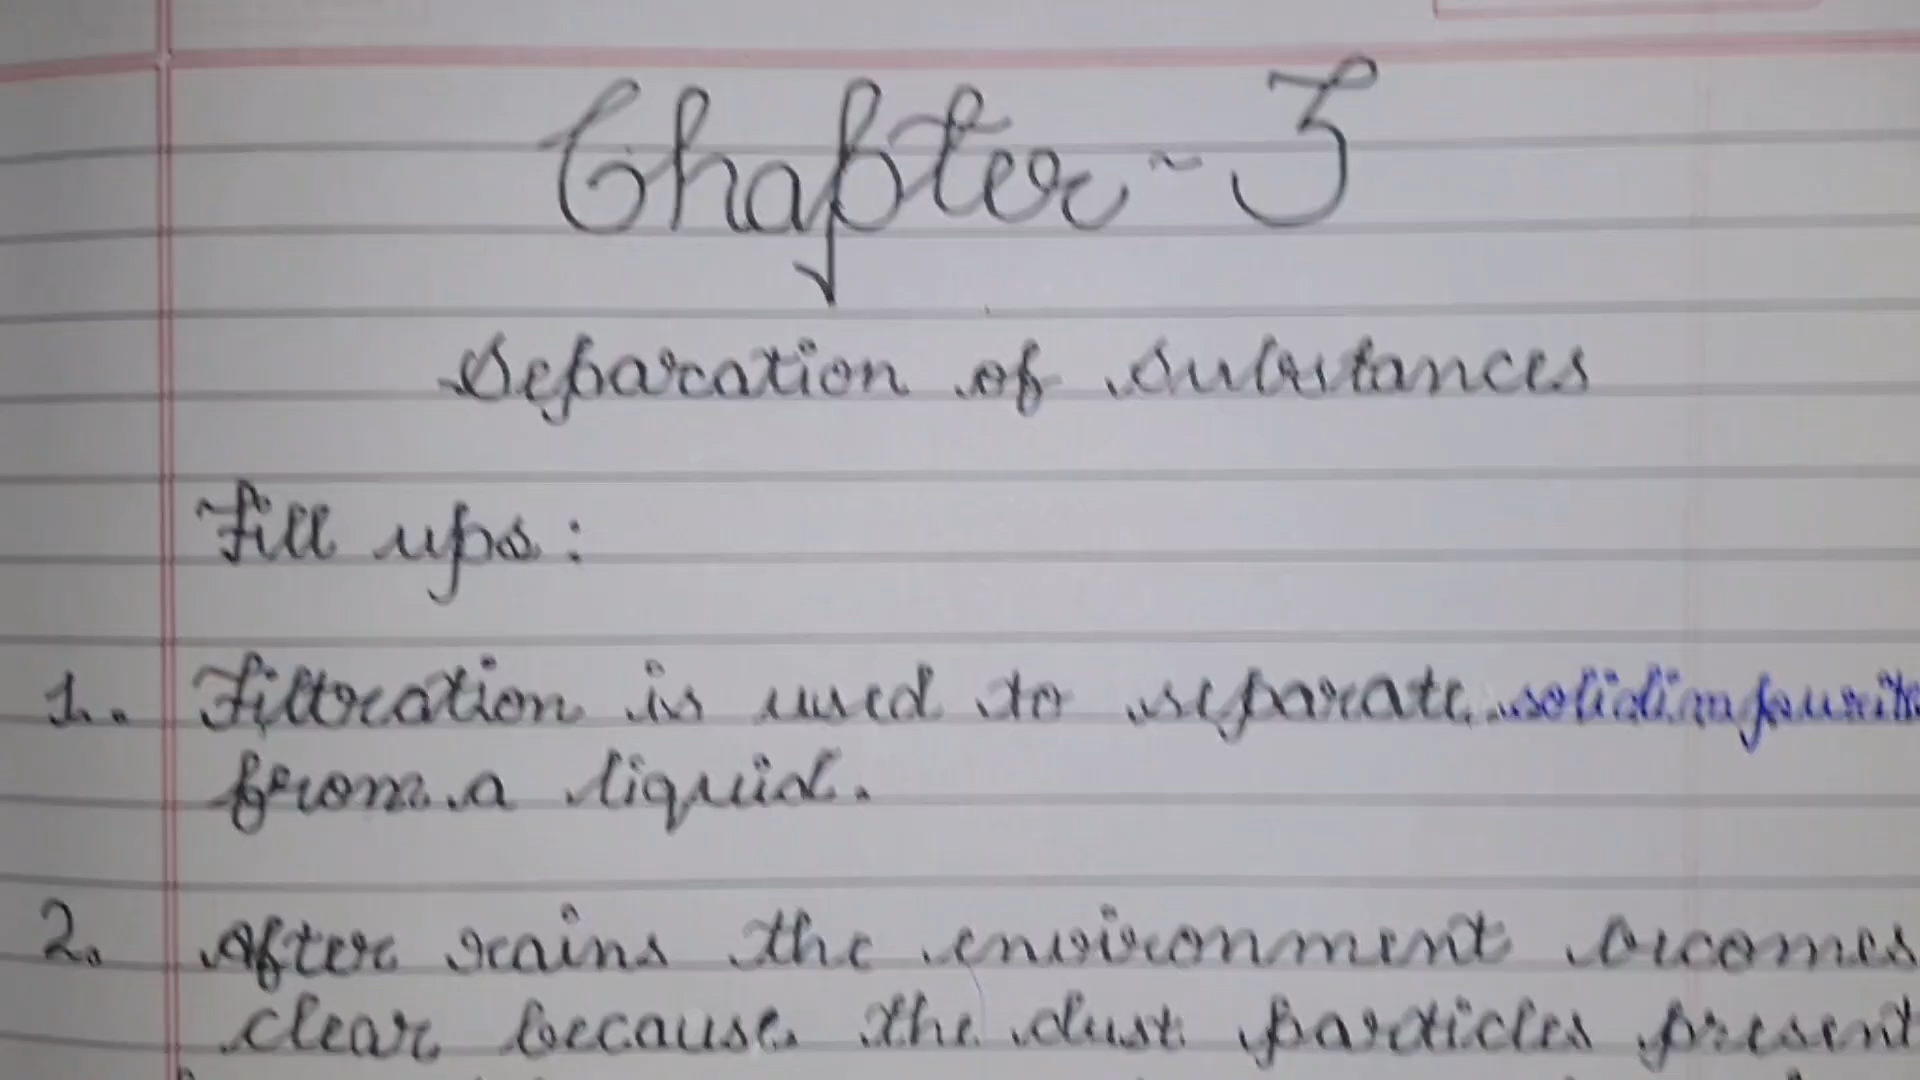 Chapter - 3
Separation of substances
Fill ups:
1. Filtration is used to separate solid impurit
from a liquid.
2. After rains the environment becomes
clear because the dust particles present